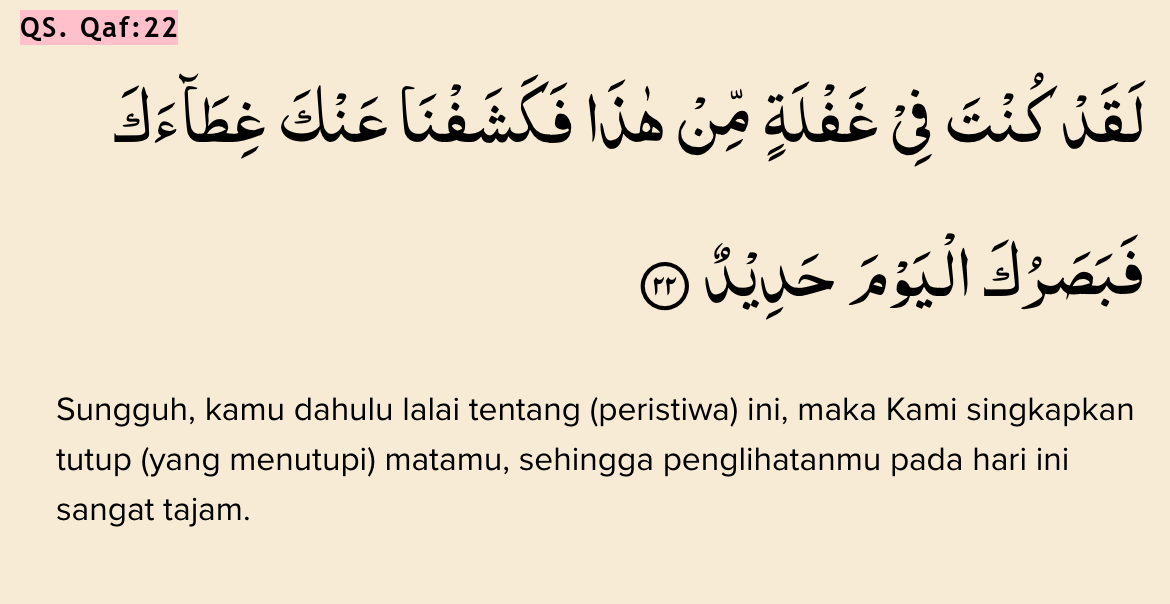 QS. Qaf:22
لَقَدْ كُنْتَ فِيْ غَفْلَةٍ مِّنْ هٰذَا فَكَشَفْنَا عَنْكَ غِطَاۤءَكَ
فَبَصَرُكَ الْيَوْمَ حَدِيْدٌ ٢٢
Sungguh, kamu dahulu lalai tentang (peristiwa) ini, maka Kami singkapkan
tutup (yang menutupi) matamu, sehingga penglihatanmu pada hari ini
sangat tajam.